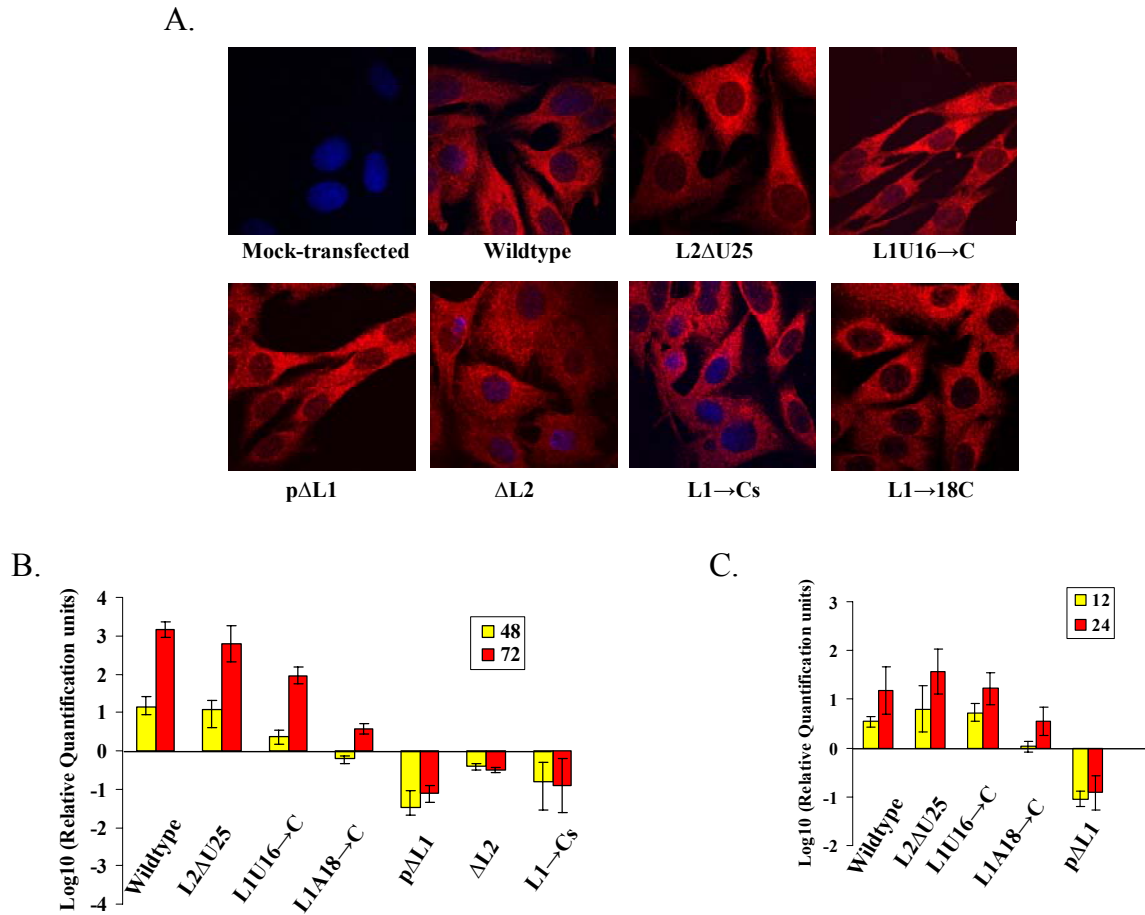 A.
Mock-transfected Wildtype L2ΔU25 L1U16→C
pΔL1 ΔL2 L1→Cs L1→18C
B.
Log10 (Relative Quantification units)
4
3
2
1
0
-1
-2
-3
-4
48
72
Wildtype
L2ΔU25
L1U16→C
L1A18→C
pΔL1
ΔL2
L1→Cs
C.
Log10 (Relative Quantification units)
3
2
1
0
-1
-2
12
24
Wildtype
L2ΔU25
L1U16→C
L1A18→C
pΔL1